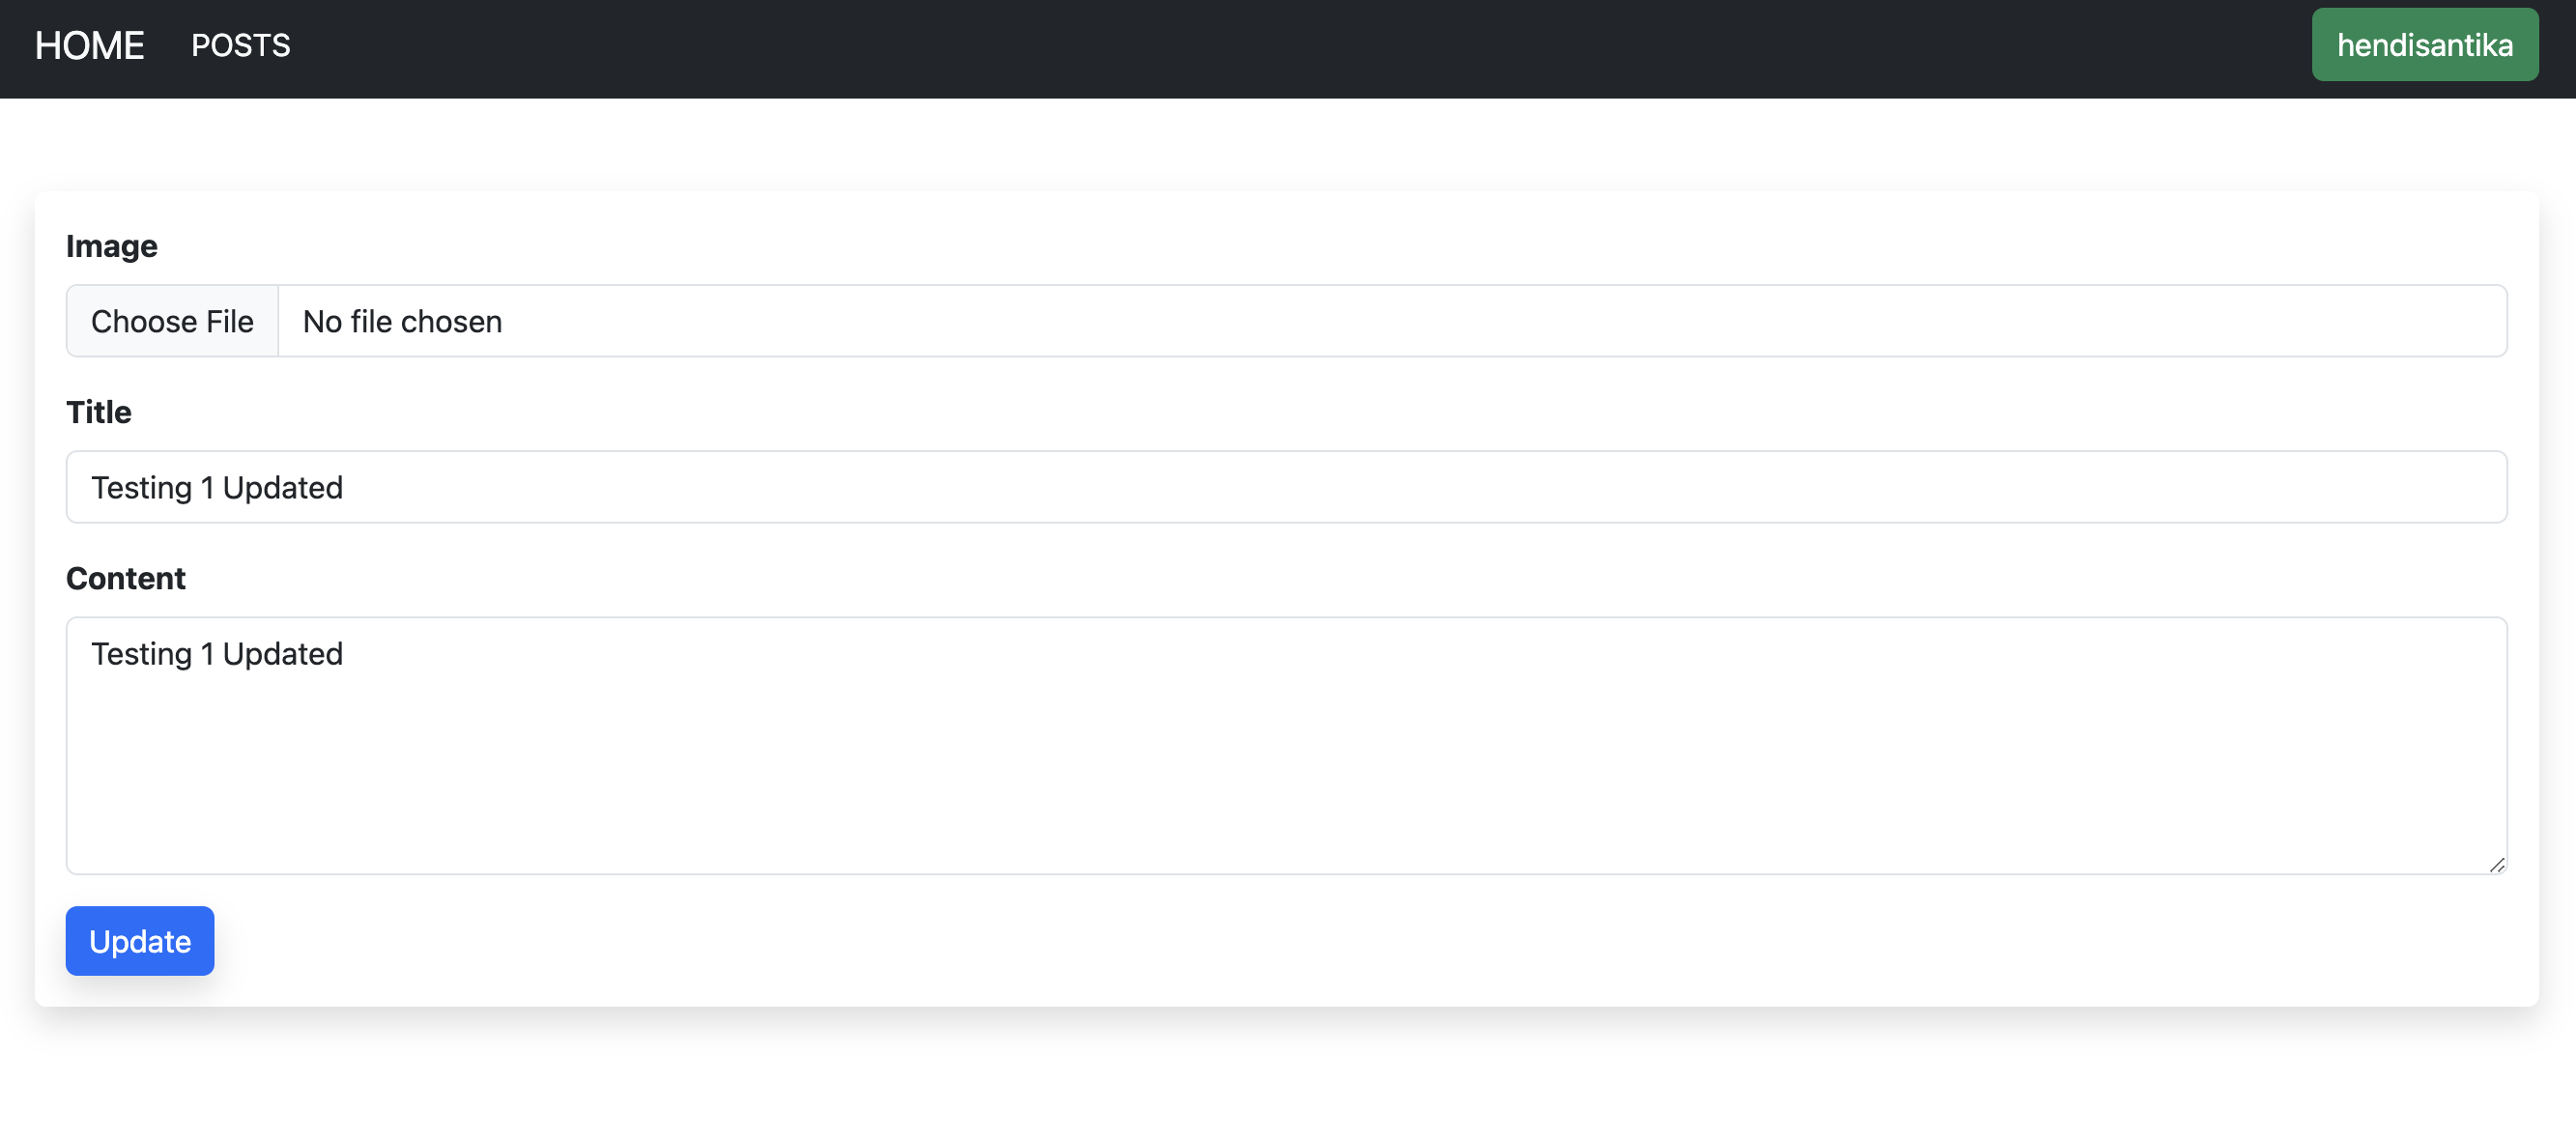 HOME POSTS hendisantika
Image
Choose File No file chosen
Title
Testing 1 Updated
Content
Testing 1 Updated
Update